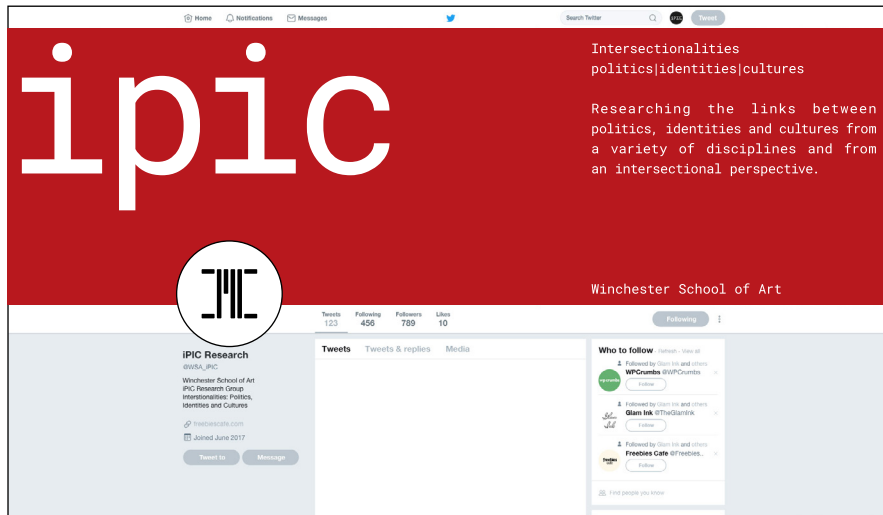 Home Notifications Messages Search Twitter Tweet
ipic
Intersectionalities
politics|identities|cultures
Researching the links between
politics, identities and cultures from
a variety of disciplines and from
an intersectional perspective.
Winchester School of Art
Tweets Following Followers Likes
123 456 789 10
Following
iPIC Research
@WSA_iPIC
Winchester School of Art
iPIC Research Group
Interstionalities: Politics,
Identities and Cultures
freebiescafe.com
Joined June 2017
Tweet to Message
Tweets Tweets & replies Media
Who to follow · Refresh · View all
Followed by Glam Ink and others
WPCrumbs @WPCrumbs
Follow
Followed by Glam Ink and others
Glam Ink @TheGlamInk
Follow
Followed by Glam Ink and others
Freebies Cafe @Freebies..
Follow
Find people you know